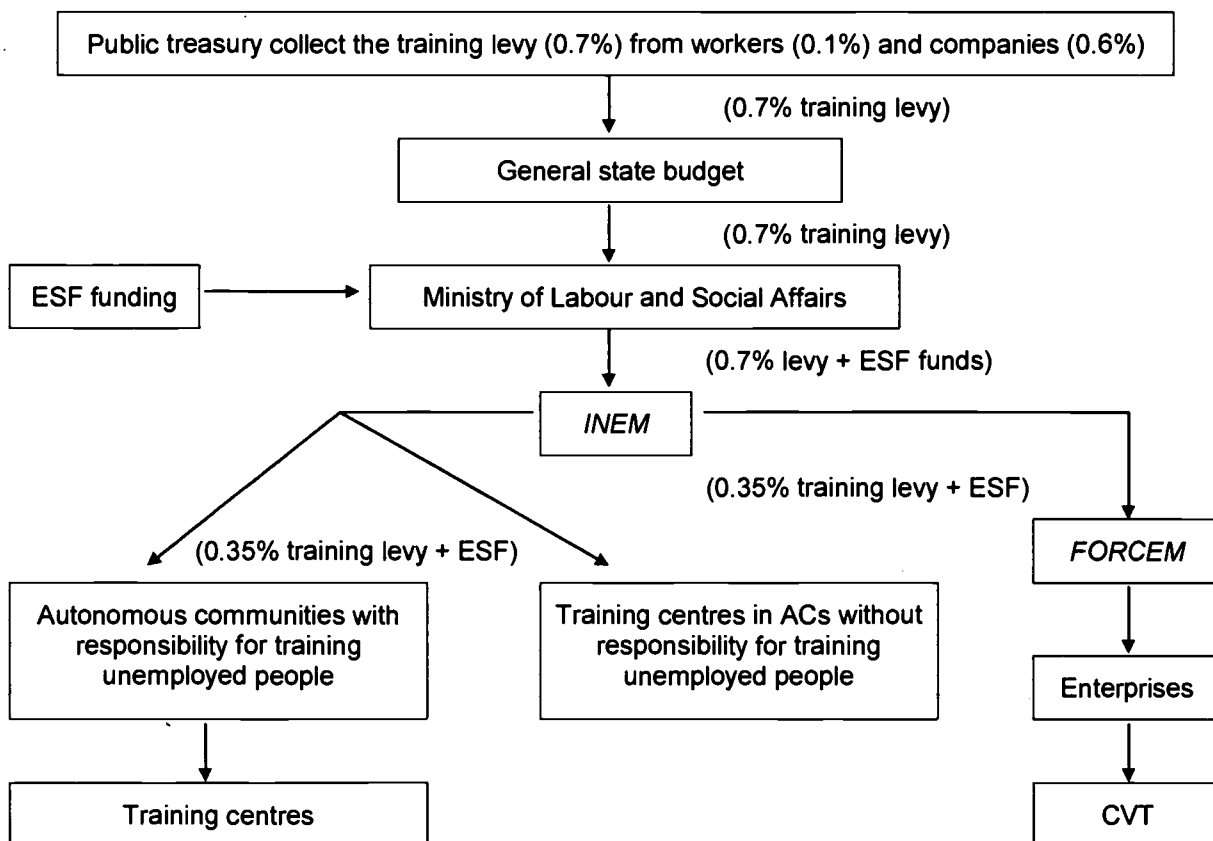 Public treasury collect the training levy (0.7%) from workers (0.1%) and companies (0.6%)
(0.7% training levy)
General state budget
(0.7% training levy)
ESF funding
Ministry of Labour and Social Affairs
(0.7% levy + ESF funds)
INEM
(0.35% training levy + ESF)
(0.35% training levy + ESF)
FORCEM
Autonomous communities with
responsibility for training
unemployed people
Training centres in ACs without
responsibility for training
unemployed people
Enterprises
Training centres
CVT